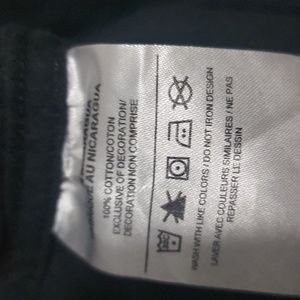 NICARAGUA
AU NICARAGUA
100% COTTON/COTON
EXCLUSIVE OF DECORATION/
DECORATION NON COMPRISE
WASH WITH LIKE COLORS / DO NOT IRON DESIGN
LAVER AVEC COULEURS SIMILAIRES / NE PAS
REPASSER LE DESSIN